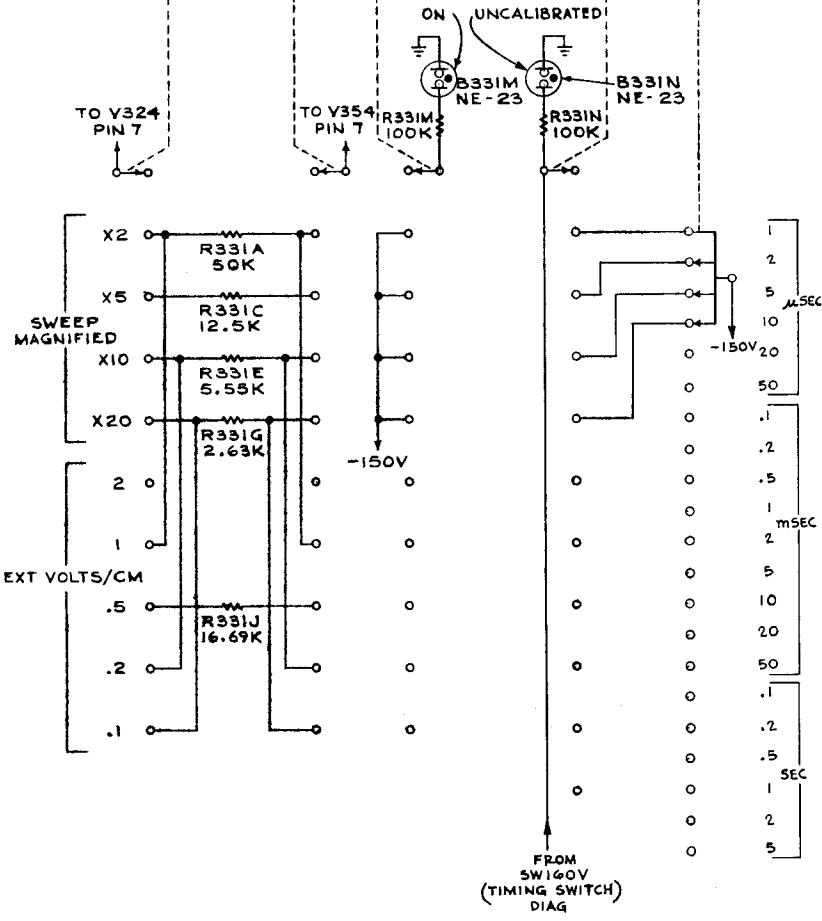 ON
UNCALIBRATED
B331M
NE-23
B331N
NE-23
TO V324
PIN 7
TO V354
PIN 7
R331M
100K
R331N
100K
SWEEP
MAGNIFIED
X2
R331A
50K
X5
R331C
12.5K
X10
R331E
5.55K
X20
R331G
2.63K
-150V
EXT VOLTS/CM
2
1
.5
R331J
16.69K
.2
.1
1
2
5
10
20
50
µSEC
-150V
.1
.2
.5
1
2
5
10
20
50
mSEC
.1
.2
.5
1
2
5
SEC
FROM
SW160V
(TIMING SWITCH)
DIAG